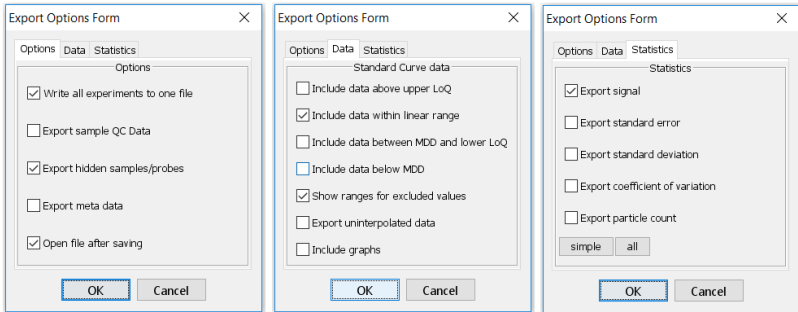 Export Options Form
Options Data Statistics
Options
Write all experiments to one file
Export sample QC Data
Export hidden samples/probes
Export meta data
Open file after saving
OK Cancel
Export Options Form
Options Data Statistics
Standard Curve data
Include data above upper LoQ
Include data within linear range
Include data between MDD and lower LoQ
Include data below MDD
Show ranges for excluded values
Export uninterpolated data
Include graphs
OK Cancel
Export Options Form
Options Data Statistics
Statistics
Export signal
Export standard error
Export standard deviation
Export coefficient of variation
Export particle count
simple all
OK Cancel